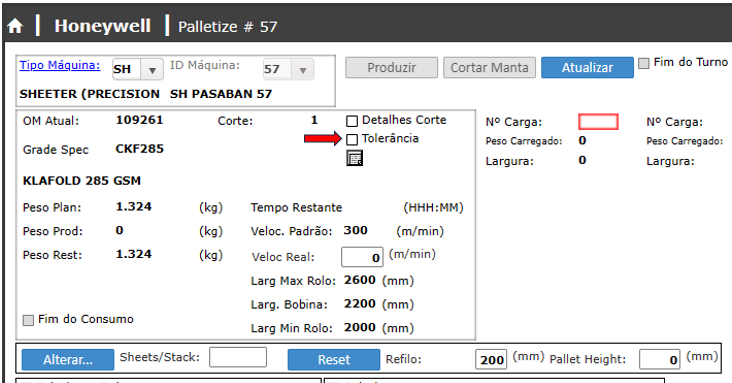 Honeywell | Palletize # 57
Tipo Máquina: SH ID Máquina: 57 Produzir Cortar Manta Atualizar Fim do Turno
SHEETER (PRECISION SH PASABAN 57
OM Atual: 109261 Corte: 1 Detalhes Corte Nº Carga: Nº Carga:
Tolerância Peso Carregado: 0 Peso Carregado:
Grade Spec CKF285 Largura: 0 Largura:
KLAFOLD 285 GSM
Peso Plan: 1.324 (kg) Tempo Restante (HHH:MM)
Peso Prod: 0 (kg) Veloc. Padrão: 300 (m/min)
Peso Rest: 1.324 (kg) Veloc Real: 0 (m/min)
Larg Max Rolo: 2600 (mm)
Larg. Bobina: 2200 (mm)
Fim do Consumo Larg Min Rolo: 2000 (mm)
Alterar... Sheets/Stack: Reset Refilo: 200 (mm) Pallet Height: 0 (mm)